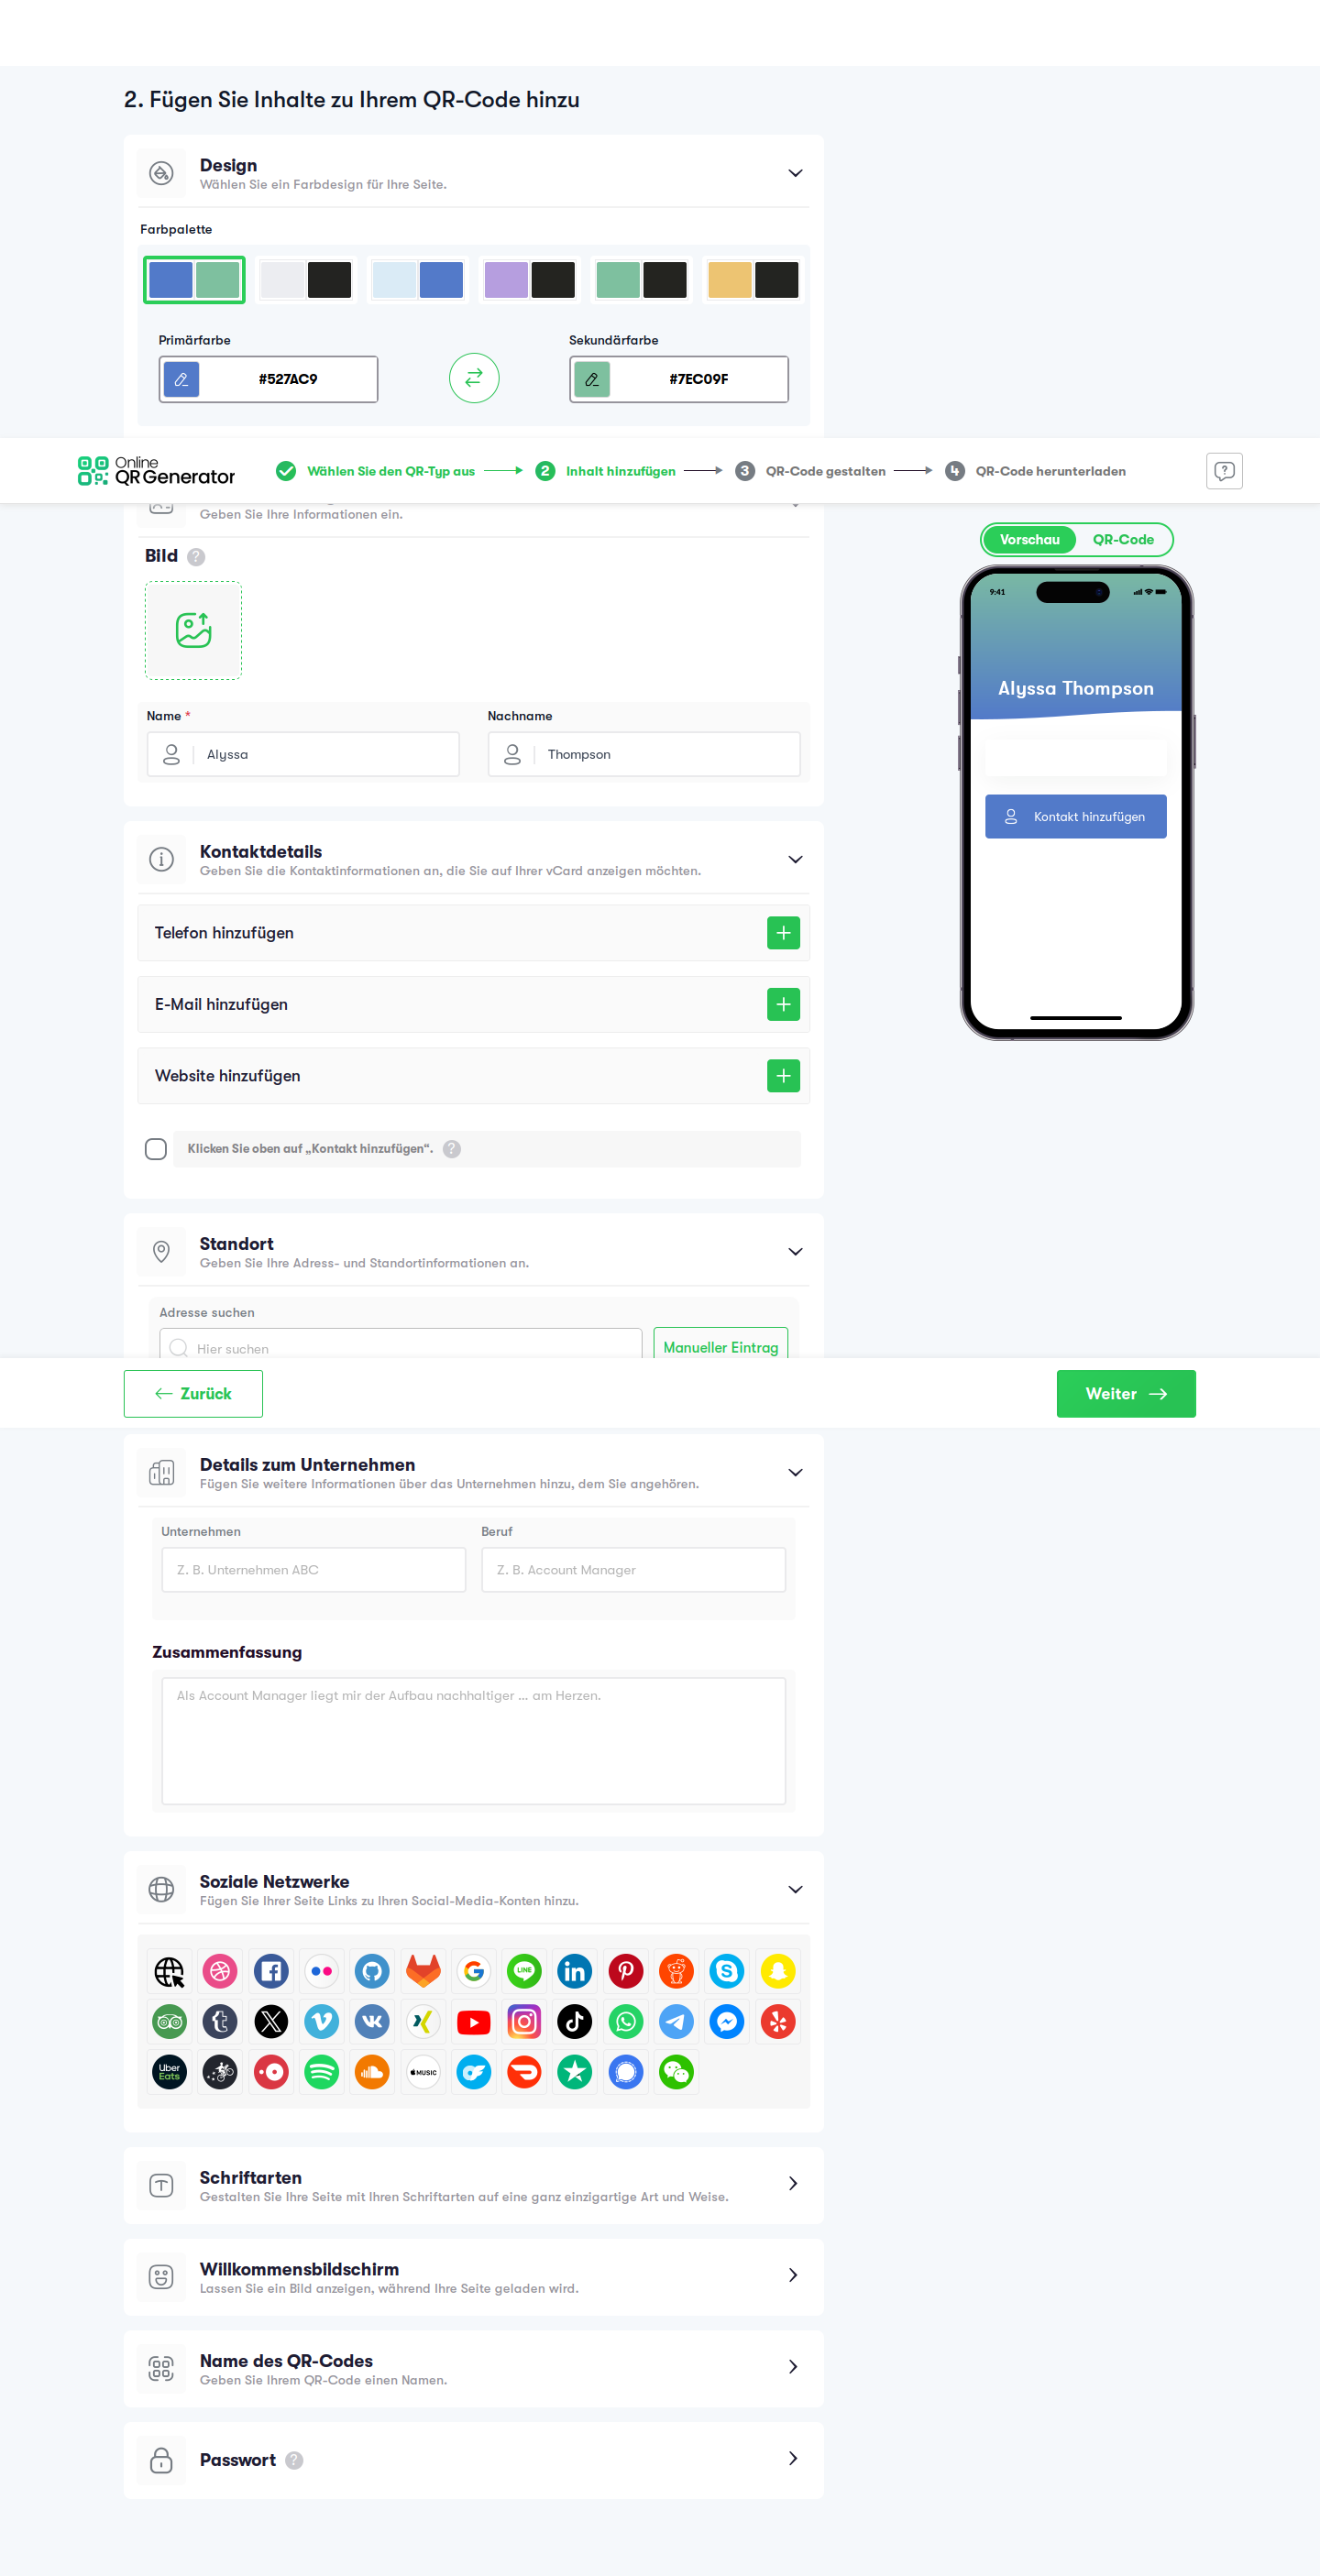 2. Fügen Sie Inhalte zu Ihrem QR-Code hinzu
Design
Wählen Sie ein Farbdesign für Ihre Seite.
Farbpalette
Primärfarbe
Sekundärfarbe
#527AC9
#7EC09F
Online
QR Generator
Wählen Sie den QR-Typ aus
2 Inhalt hinzufügen
3 QR-Code gestalten
4 QR-Code herunterladen
Geben Sie Ihre Informationen ein.
Vorschau
QR-Code
Bild ?
9:41
Alyssa Thompson
Kontakt hinzufügen
Name *
Nachname
Alyssa
Thompson
Kontaktdetails
Geben Sie die Kontaktinformationen an, die Sie auf Ihrer vCard anzeigen möchten.
Telefon hinzufügen
E-Mail hinzufügen
Website hinzufügen
Klicken Sie oben auf „Kontakt hinzufügen“. ?
Standort
Geben Sie Ihre Adress- und Standortinformationen an.
Adresse suchen
Hier suchen
Manueller Eintrag
Zurück
Weiter
Details zum Unternehmen
Fügen Sie weitere Informationen über das Unternehmen hinzu, dem Sie angehören.
Unternehmen
Beruf
Z. B. Unternehmen ABC
Z. B. Account Manager
Zusammenfassung
Als Account Manager liegt mir der Aufbau nachhaltiger ... am Herzen.
Soziale Netzwerke
Fügen Sie Ihrer Seite Links zu Ihren Social-Media-Konten hinzu.
LINE
Uber
Eats
MUSIC
Schriftarten
Gestalten Sie Ihre Seite mit Ihren Schriftarten auf eine ganz einzigartige Art und Weise.
Willkommensbildschirm
Lassen Sie ein Bild anzeigen, während Ihre Seite geladen wird.
Name des QR-Codes
Geben Sie Ihrem QR-Code einen Namen.
Passwort ?